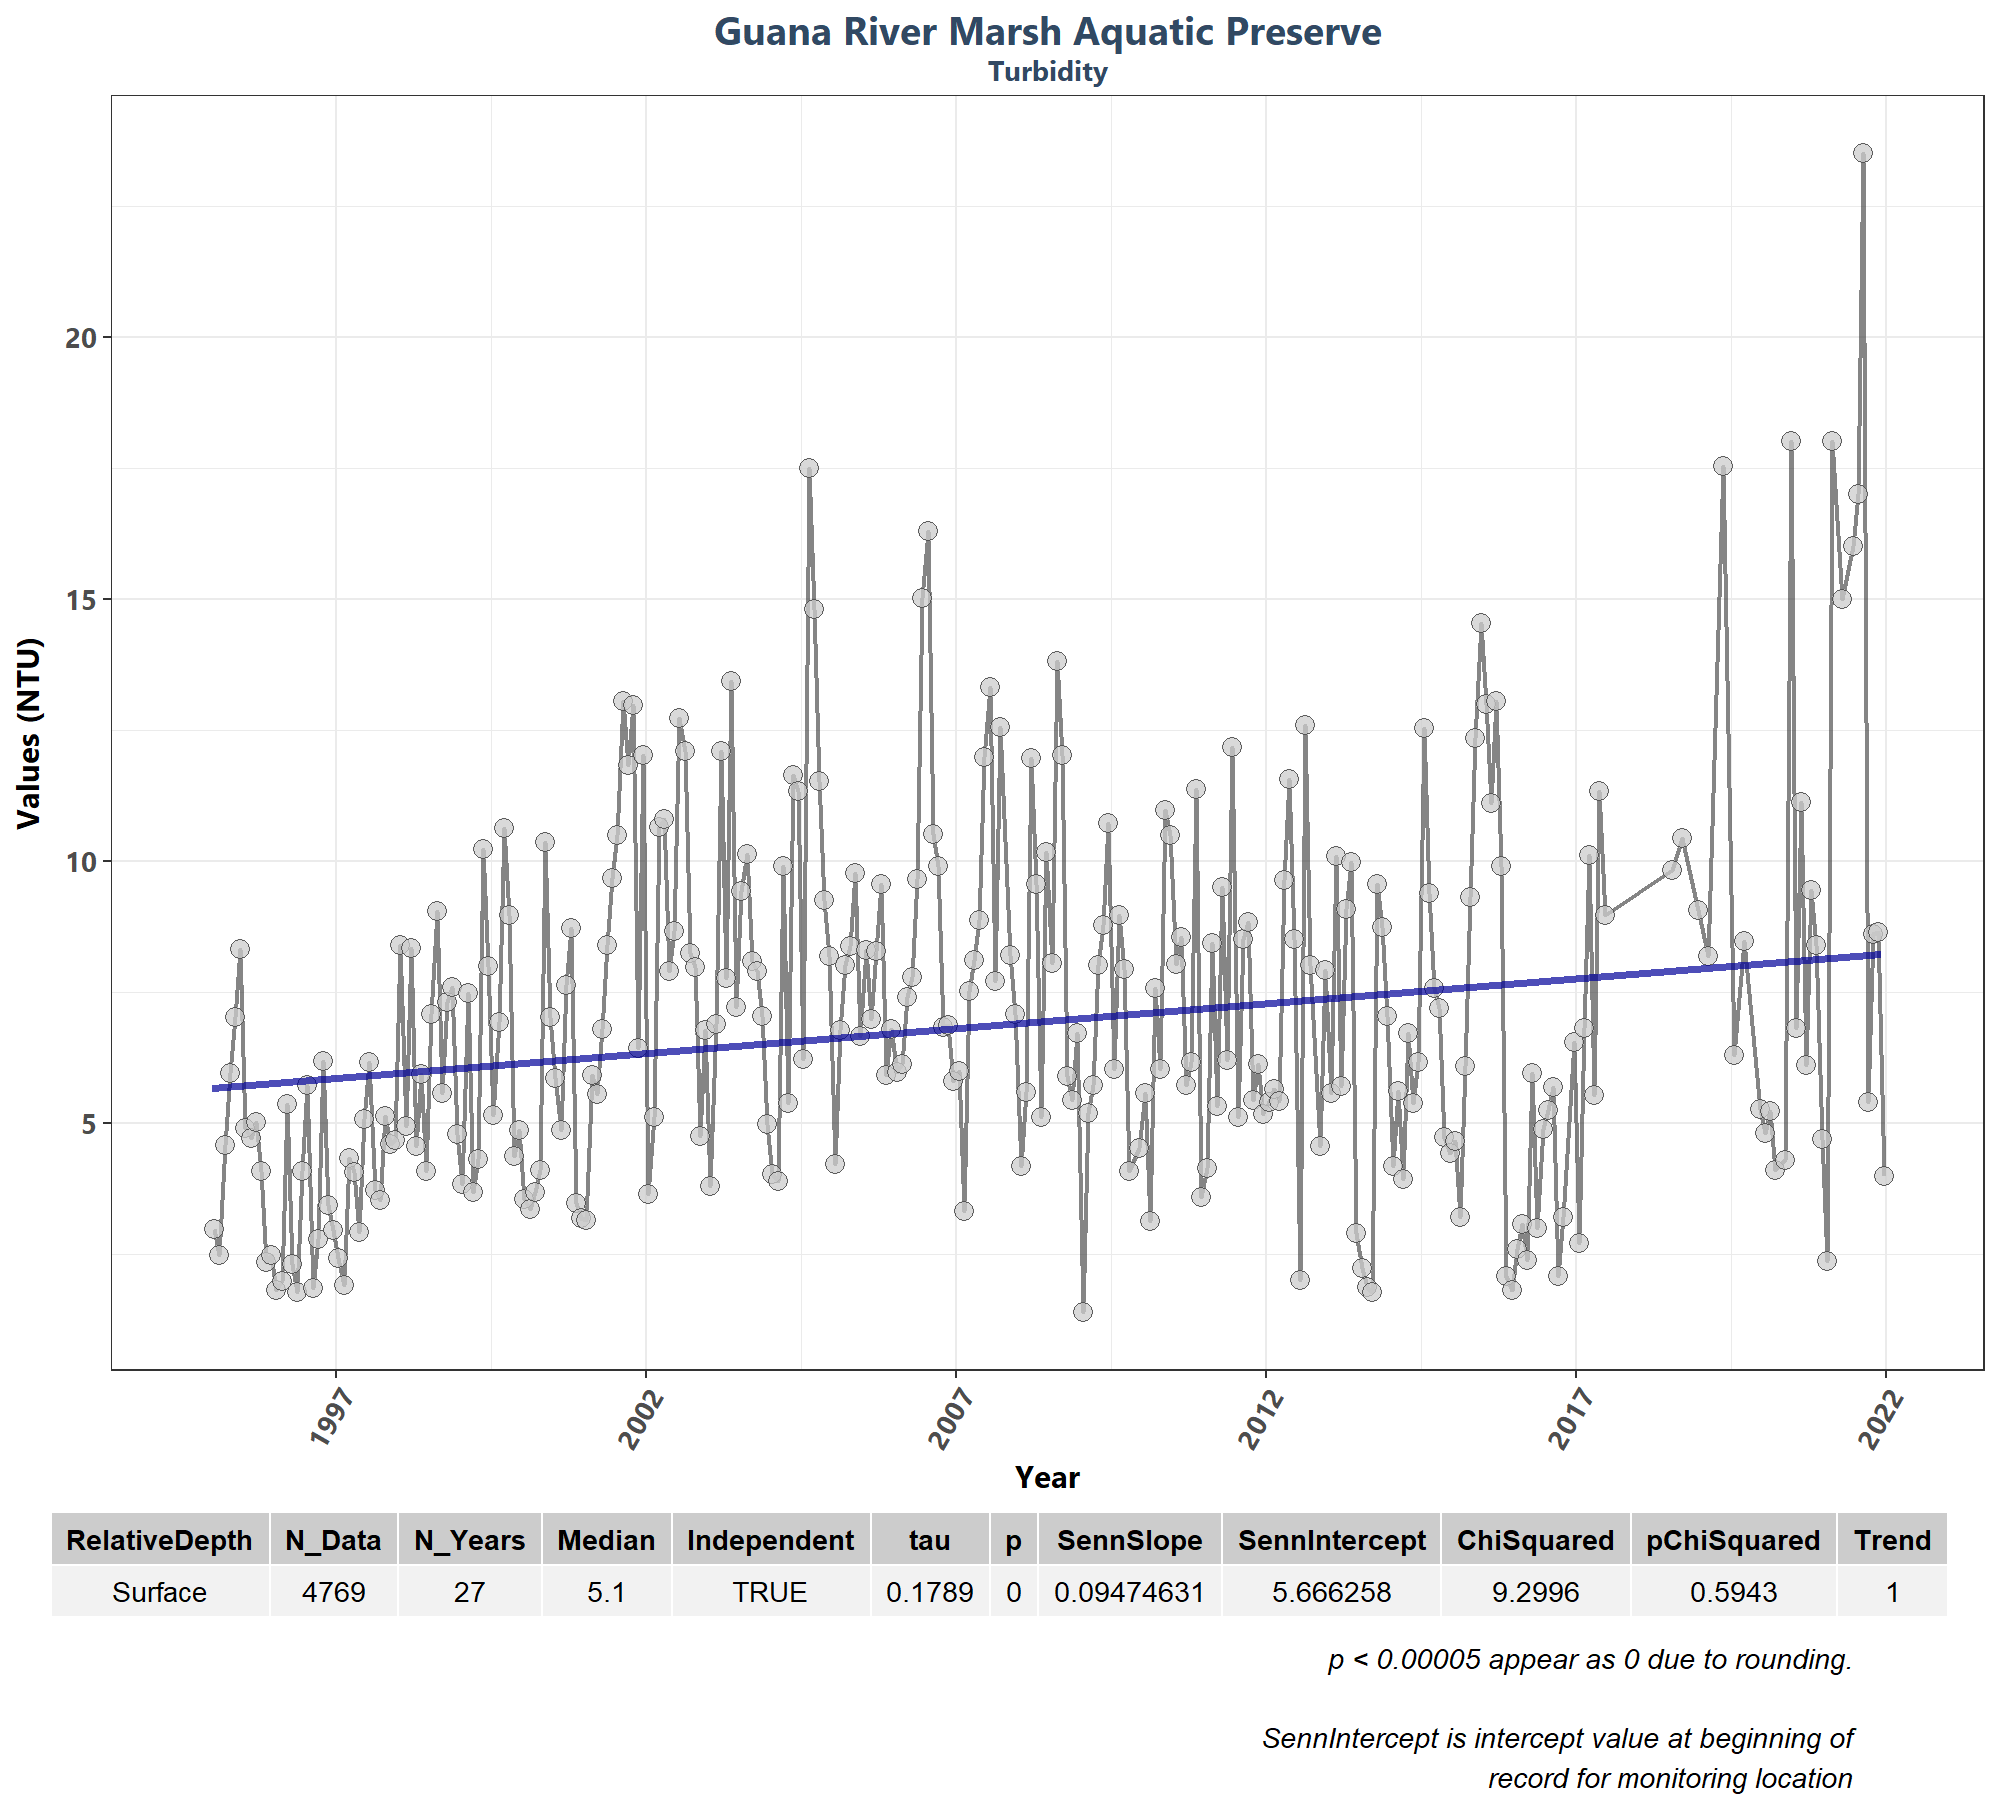 Guana River Marsh Aquatic Preserve
Turbidity
Values (NTU)
20
15
10
5
1997
2002
2007
2012
2017
2022
Year
RelativeDepth N_Data N_Years Median Independent tau p SennSlope SennIntercept ChiSquared pChiSquared Trend
Surface 4769 27 5.1 TRUE 0.1789 0 0.09474631 5.666258 9.2996 0.5943 1
p < 0.00005 appear as 0 due to rounding.
SennIntercept is intercept value at beginning of
record for monitoring location